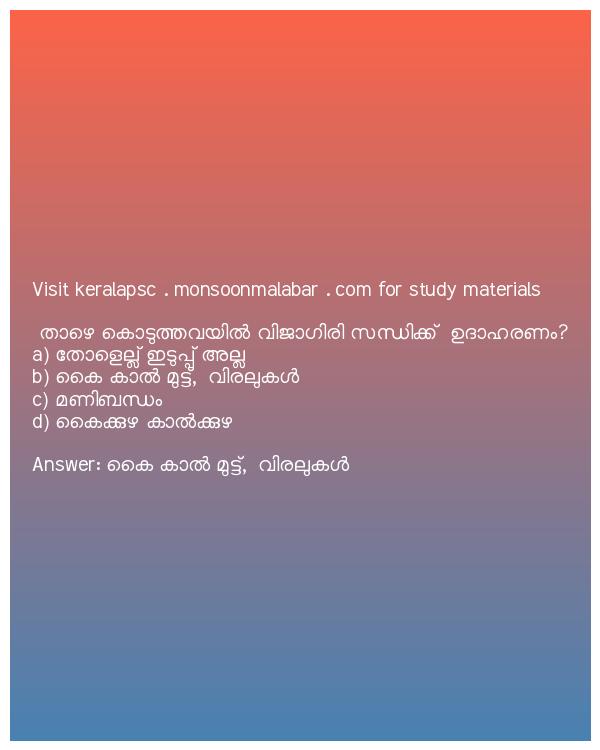 Visit keralapsc . monsoonmalabar . com for study materials
താഴെ കൊടുത്തവയിൽ വിജാഗിരി സന്ധിക്ക് ഉദാഹരണം?
a) തോളെല്ല് ഇടുപ്പ് അല്ല
b) കൈ കാൽ മുട്ട്, വിരലുകൾ
c) മണിബന്ധം
d) കൈക്കുഴ കാൽക്കുഴ
Answer: കൈ കാൽ മുട്ട്, വിരലുകൾ